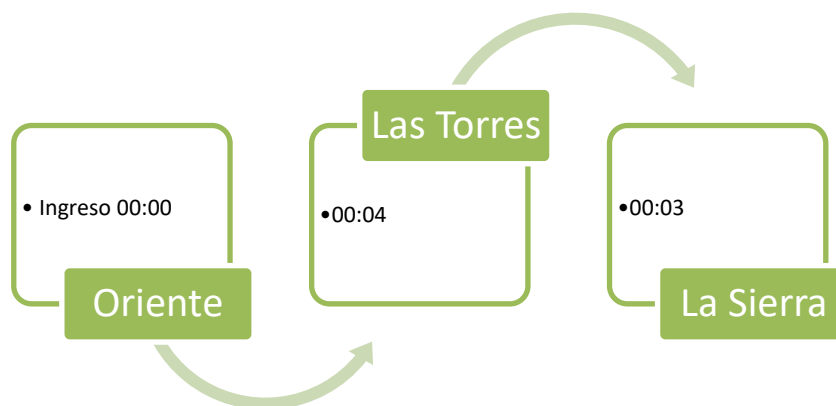 • Ingreso 00:00
Oriente
Las Torres
•00:04
•00:03
La Sierra